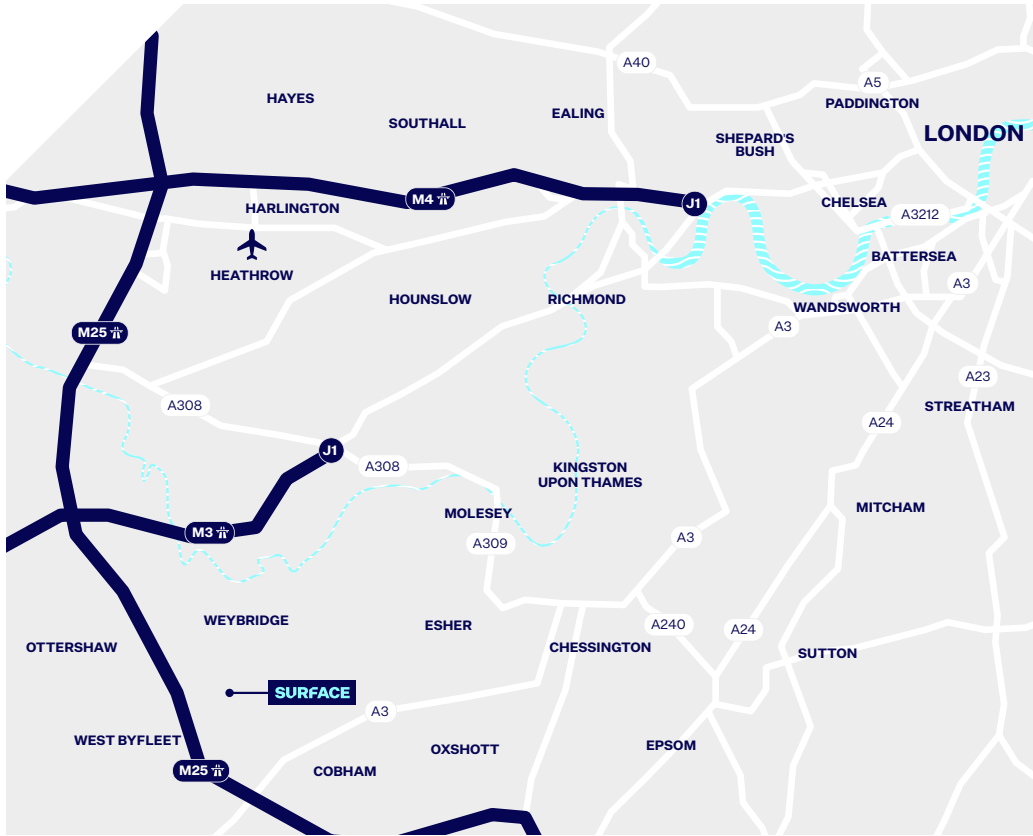 A40
A5
HAYES
PADDINGTON
EALING
SOUTHALL
LONDON
SHEPARD'S
BUSH
M4
J1
CHELSEA
HARLINGTON
A3212
BATTERSEA
HEATHROW
A3
HOUNSLOW
RICHMOND
WANDSWORTH
A3
M25
A23
A308
STREATHAM
A24
J1
A308
KINGSTON
UPON THAMES
MITCHAM
MOLESEY
M3
A3
A309
WEYBRIDGE
ESHER
A240
A24
OTTERSHAW
CHESSINGTON
SUTTON
SURFACE
A3
WEST BYFLEET
OXSHOTT
EPSOM
M25
COBHAM